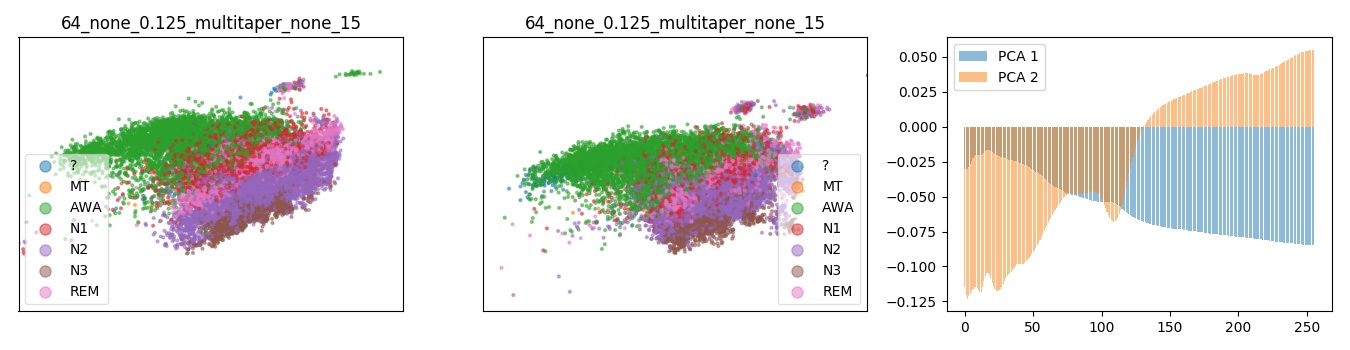 64_none_0.125_multitaper_none_15
?
MT
AWA
N1
N2
N3
REM
64_none_0.125_multitaper_none_15
?
MT
AWA
N1
N2
N3
REM
PCA 1
PCA 2
0.050
0.025
0.000
−0.025
−0.050
−0.075
−0.100
−0.125
0 50 100 150 200 250